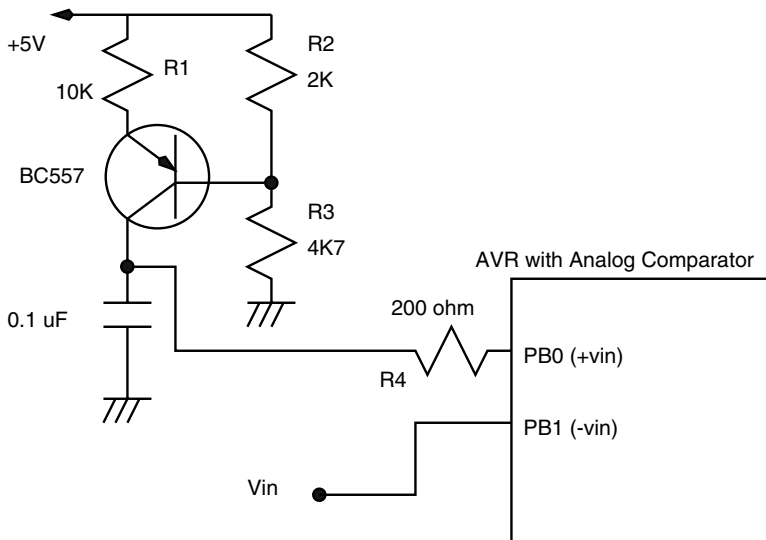 +5V
R1
10K
R2
2K
BC557
R3
4K7
0.1 uF
AVR with Analog Comparator
200 ohm
R4
PB0 (+vin)
PB1 (-vin)
Vin